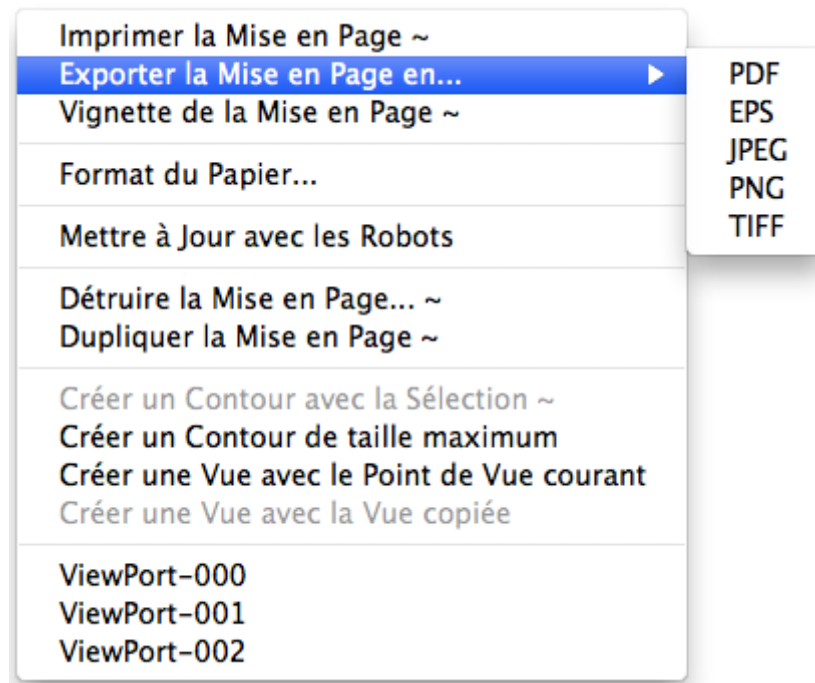 Imprimer la Mise en Page ~
Exporter la Mise en Page en...
Vignette de la Mise en Page ~
Format du Papier...
Mettre à Jour avec les Robots
Détruire la Mise en Page... ~
Dupliquer la Mise en Page ~
Créer un Contour avec la Sélection ~
Créer un Contour de taille maximum
Créer une Vue avec le Point de Vue courant
Créer une Vue avec la Vue copiée
ViewPort-000
ViewPort-001
ViewPort-002
PDF
EPS
JPEG
PNG
TIFF